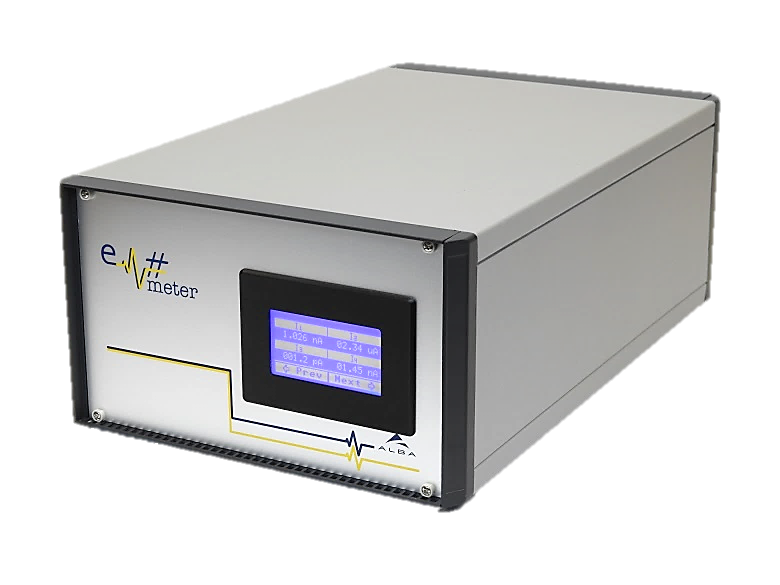 e #
meter
I₁ I₂
1.026 nA 02.34 uA
I₃ I₄
801.2 pA 01.45 nA
Prev Next
ALBA